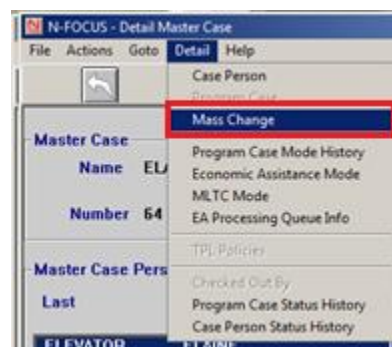 N-FOCUS - Detail Master Case
File Actions Goto Detail Help
Case Person
Program Case
Mass Change
Master Case
Program Case Mode History
Name ELA
Economic Assistance Mode
MLTC Mode
Number 64
EA Processing Queue Info
TPL Policies
Master Case Pers
Checked Out By
Last
Program Case Status History
Case Person Status History
ELEVATOR ELAINE